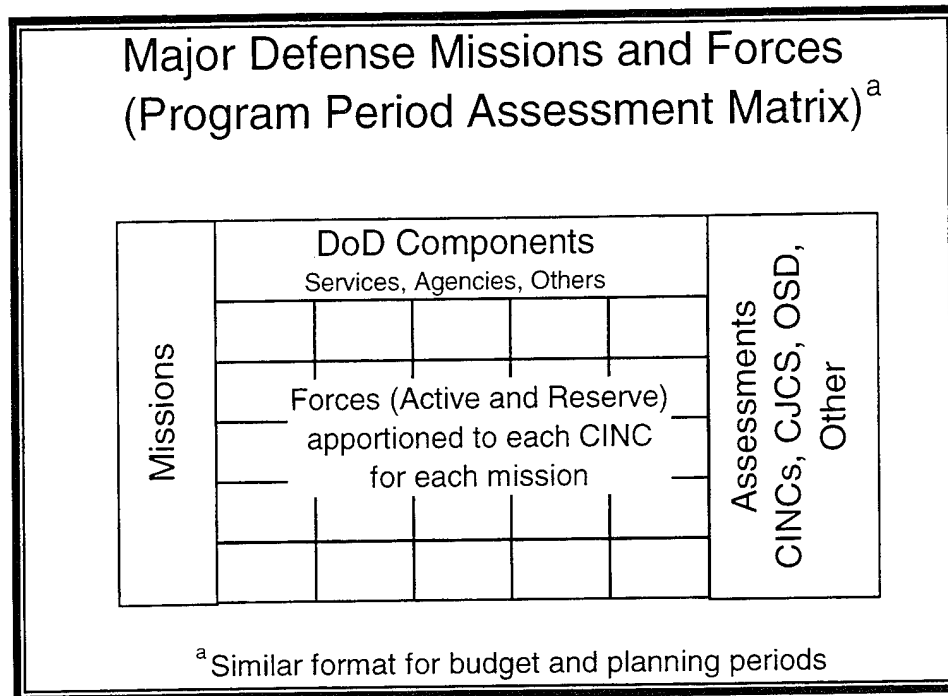 Major Defense Missions and Forces
(Program Period Assessment Matrix)a
DoD Components
Services, Agencies, Others
Missions
Forces (Active and Reserve)
apportioned to each CINC
for each mission
Assessments
CINCs, CJCS, OSD,
Other
a Similar format for budget and planning periods